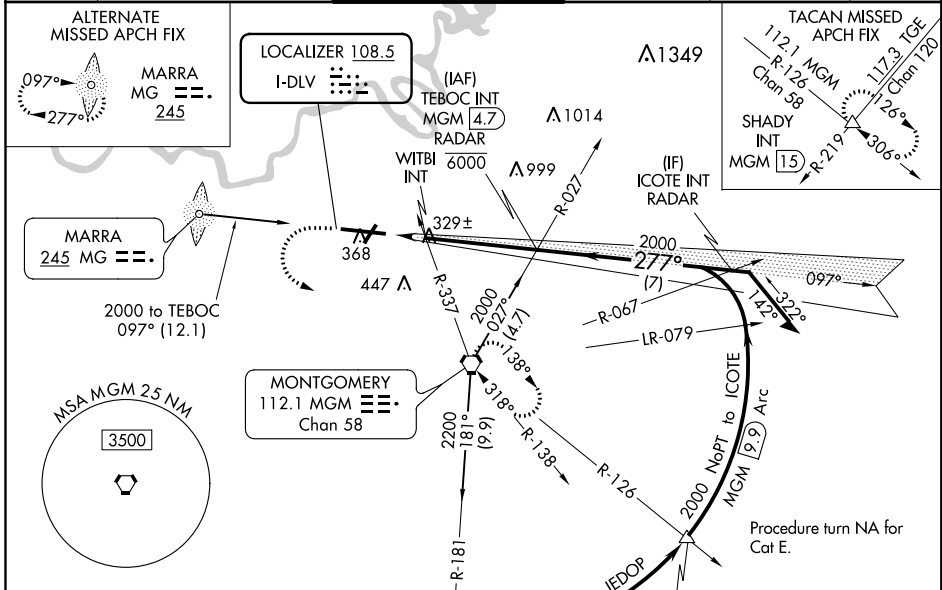 ALTERNATE
MISSED APCH FIX
097°
277°
MARRA
MG
245
LOCALIZER 108.5
I-DLV
(IAF)
TEBOC INT
MGM 4.7
RADAR
6000
WITBI
INT
1349
1014
999
R-027
(IF)
ICOTE INT
RADAR
TACAN MISSED
APCH FIX
112.1 MGM
R-126
Chan 58
117.3 TGE
Chan 120
126°
306°
SHADY
INT
MGM 15
R-219
MARRA
245 MG
2000 to TEBOC
097° (12.1)
368
329±
447
R-337
2000
277°
(7)
097°
R-067
LR-079
142°
322°
2000
027°
(4.7)
MONTGOMERY
112.1 MGM
Chan 58
138°
318°
R-138
R-126
2200
181°
(9.9)
R-181
2000 NoPT to ICOTE
MGM 9.9 Arc
IEDOP
MSA MGM 25 NM
3500
Procedure turn NA for
Cat E.